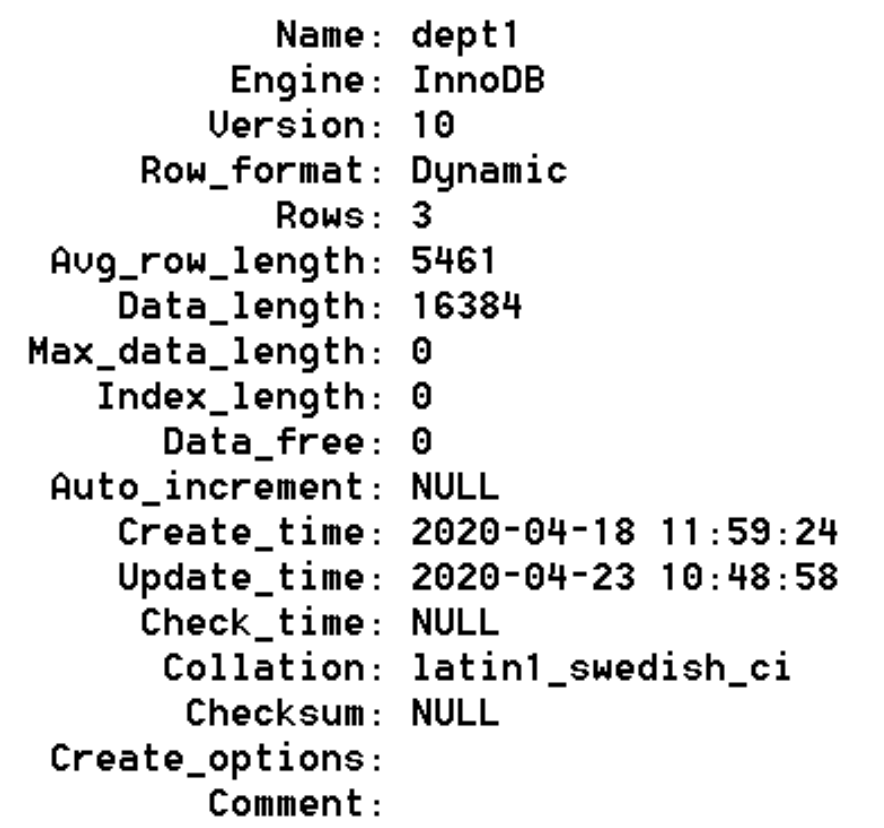 Name: dept1
Engine: InnoDB
Version: 10
Row_format: Dynamic
Rows: 3
Avg_row_length: 5461
Data_length: 16384
Max_data_length: 0
Index_length: 0
Data_free: 0
Auto_increment: NULL
Create_time: 2020-04-18 11:59:24
Update_time: 2020-04-23 10:48:58
Check_time: NULL
Collation: latin1_swedish_ci
Checksum: NULL
Create_options:
Comment: